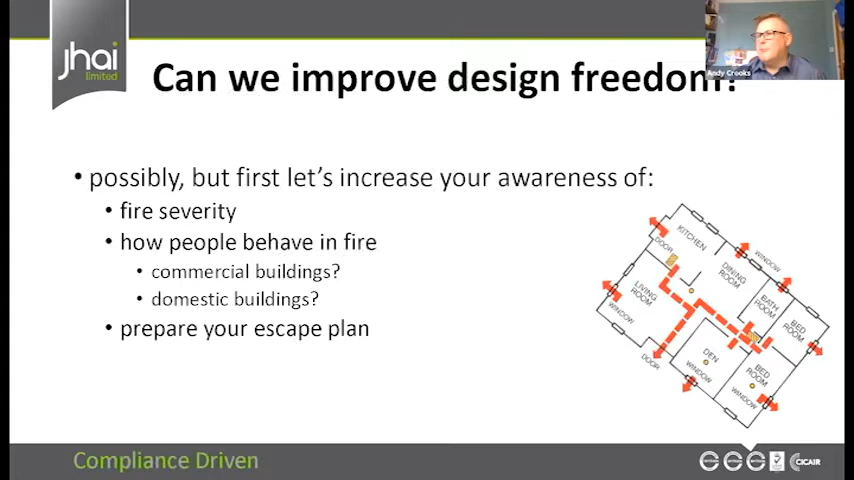 jhai
limited
Can we improve design freedom?
Andy Crooks
• possibly, but first let's increase your awareness of:
• fire severity
• how people behave in fire
• commercial buildings?
• domestic buildings?
• prepare your escape plan
KITCHEN
DOOR
WINDOW
DINING
ROOM
LIVING
ROOM
BATH
ROOM
BED
ROOM
WINDOW
DEN
DOOR
WINDOW
BED
ROOM
WINDOW
Compliance Driven
CICAIR